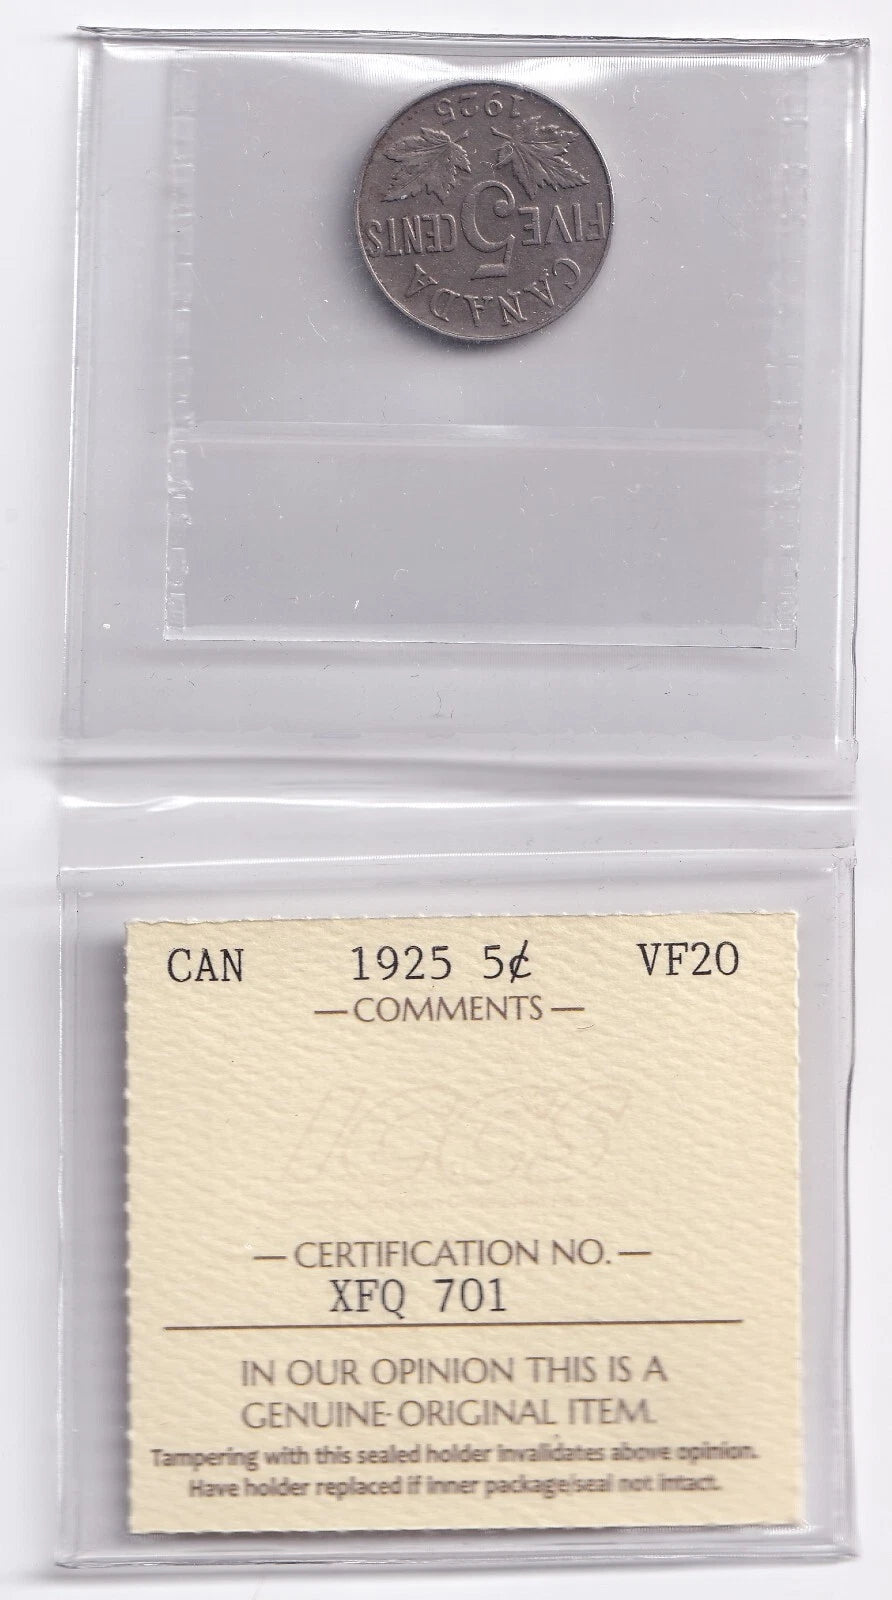 CANADA
FIVE 5 CENTS
1925
CAN 1925 5¢ VF20
—COMMENTS—
ICCS
—CERTIFICATION NO.—
XFQ 701
IN OUR OPINION THIS IS A
GENUINE-ORIGINAL ITEM.
Tampering with this sealed holder invalidates above opinion.
Have holder replaced if inner package/seal not intact.